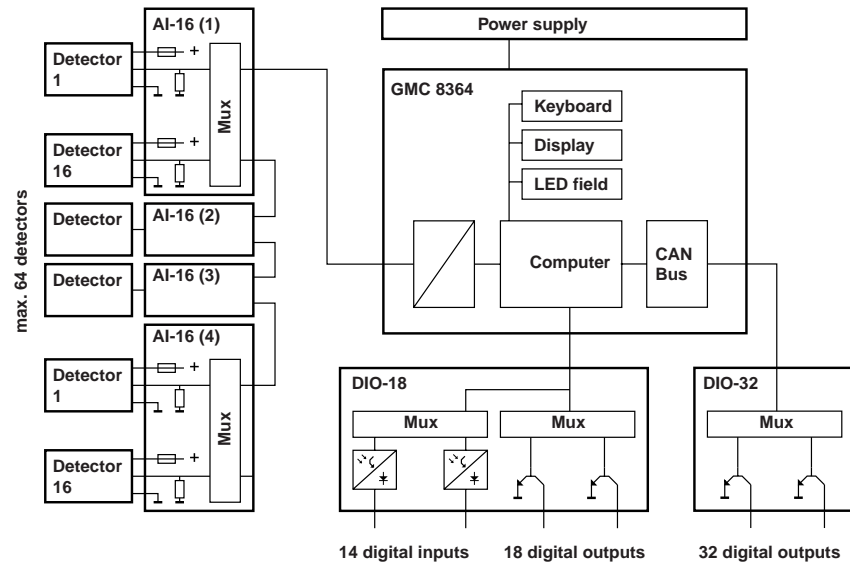 AI-16 (1)
Detector
1
+
Mux
Detector
16
+
Detector
AI-16 (2)
Detector
AI-16 (3)
AI-16 (4)
Detector
1
+
Mux
Detector
16
+
max. 64 detectors
Power supply
GMC 8364
Keyboard
Display
LED field
Computer
CAN
Bus
DIO-18
Mux
Mux
DIO-32
Mux
14 digital inputs
18 digital outputs
32 digital outputs